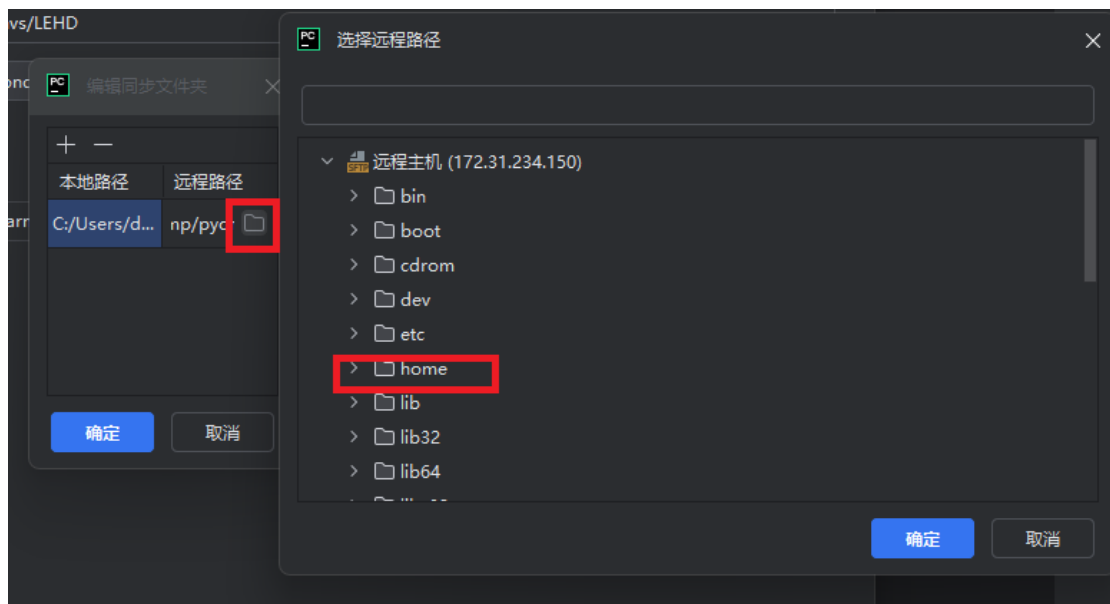 vs/LEHD
PC 选择远程路径
PC 编辑同步文件夹
本地路径 远程路径
C:/Users/d... np/pyc
SFTP 远程主机 (172.31.234.150)
bin
boot
cdrom
dev
etc
home
lib
lib32
lib64
确定 取消
确定 取消